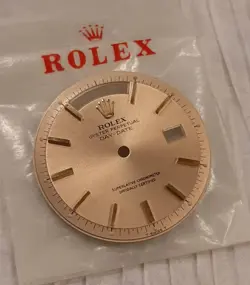 ROLEX
ROLEX
OYSTER PERPETUAL
DAY-DATE
SUPERLATIVE CHRONOMETER
OFFICIALLY CERTIFIED